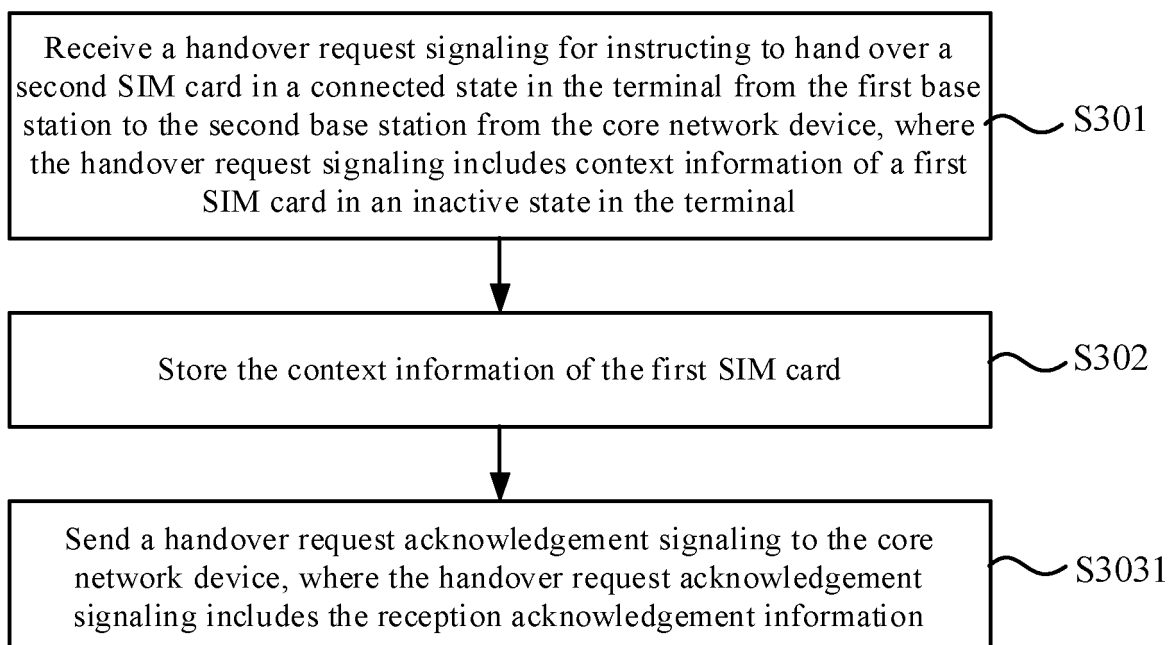 Receive a handover request signaling for instructing to hand over a
second SIM card in a connected state in the terminal from the first base
station to the second base station from the core network device, where
the handover request signaling includes context information of a first
SIM card in an inactive state in the terminal
S301
Store the context information of the first SIM card
S302
Send a handover request acknowledgement signaling to the core
network device, where the handover request acknowledgement
signaling includes the reception acknowledgement information
S3031